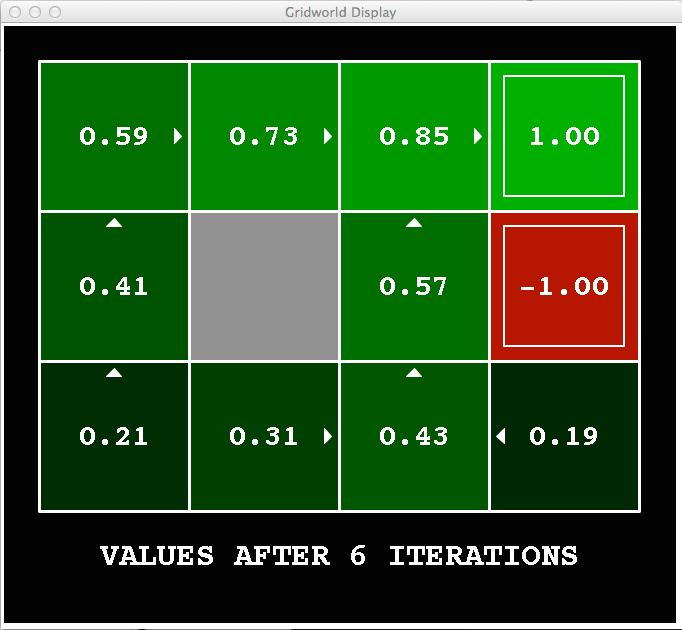 Gridworld Display
0.59 0.73 0.85 1.00
0.41 0.57 -1.00
0.21 0.31 0.43 0.19
VALUES AFTER 6 ITERATIONS